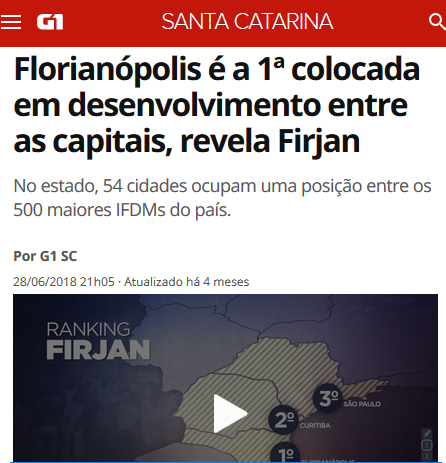 G1 SANTA CATARINA
Florianópolis é a 1ª colocada
em desenvolvimento entre
as capitais, revela Firjan
No estado, 54 cidades ocupam uma posição entre os
500 maiores IFDMs do país.
Por G1 SC
28/06/2018 21h05 · Atualizado há 4 meses
RANKING
FIRJAN
3º SÃO PAULO
2º CURITIBA
1º FLORIANÓPOLIS